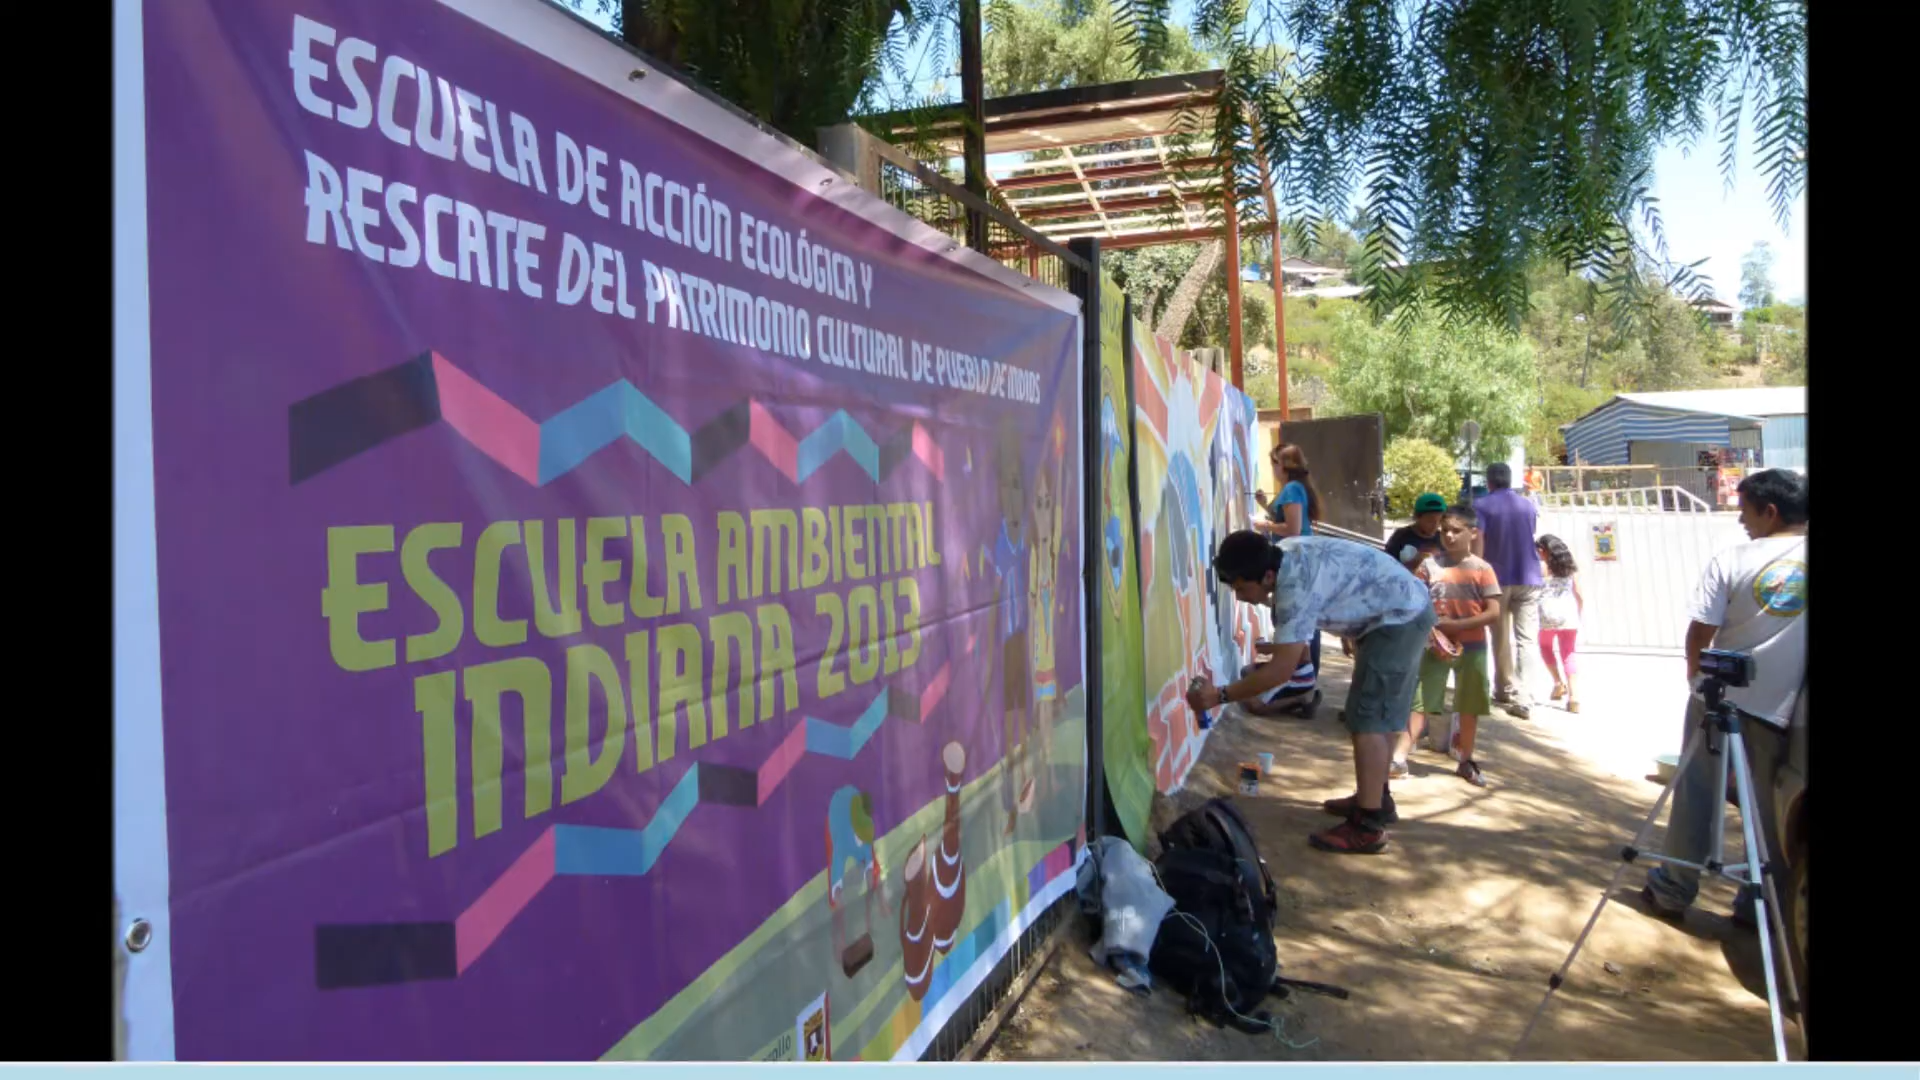 ESCUELA DE ACCIÓN ECOLÓGICA Y
RESCATE DEL PATRIMONIO CULTURAL DE PUEBLO DE INDIOS
ESCUELA AMBIENTAL
INDIANA 2013